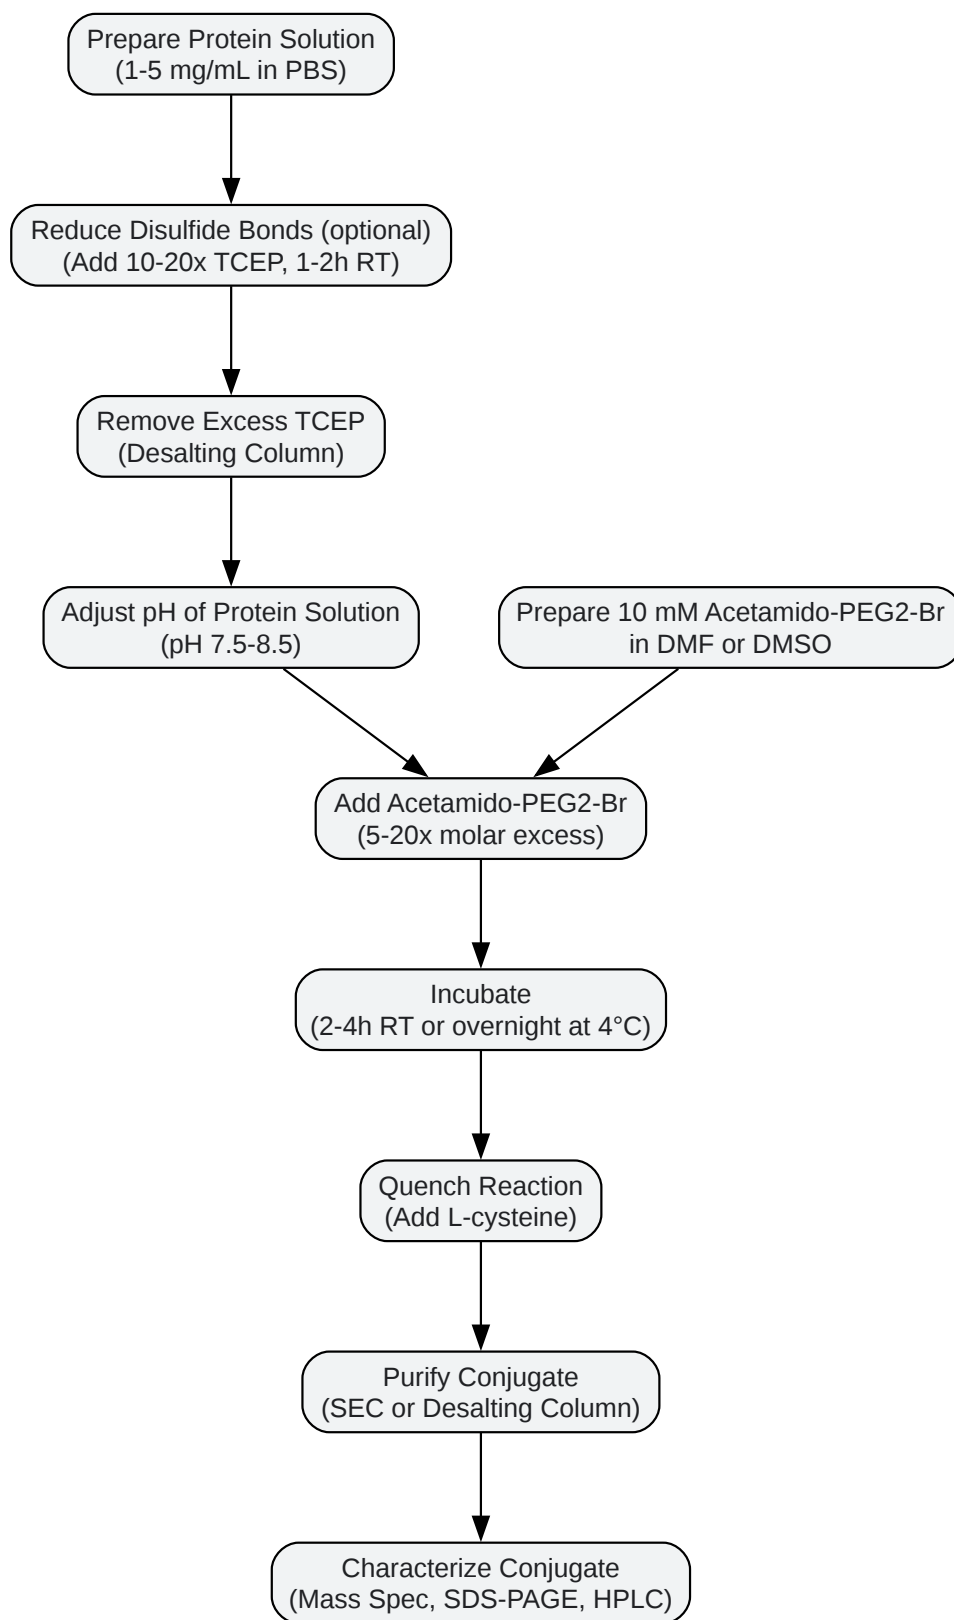 Prepare Protein Solution
(1-5 mg/mL in PBS)
Reduce Disulfide Bonds (optional)
(Add 10-20x TCEP, 1-2h RT)
Remove Excess TCEP
(Desalting Column)
Adjust pH of Protein Solution
(pH 7.5-8.5)
Prepare 10 mM Acetamido-PEG2-Br
in DMF or DMSO
Add Acetamido-PEG2-Br
(5-20x molar excess)
Incubate
(2-4h RT or overnight at 4°C)
Quench Reaction
(Add L-cysteine)
Purify Conjugate
(SEC or Desalting Column)
Characterize Conjugate
(Mass Spec, SDS-PAGE, HPLC)